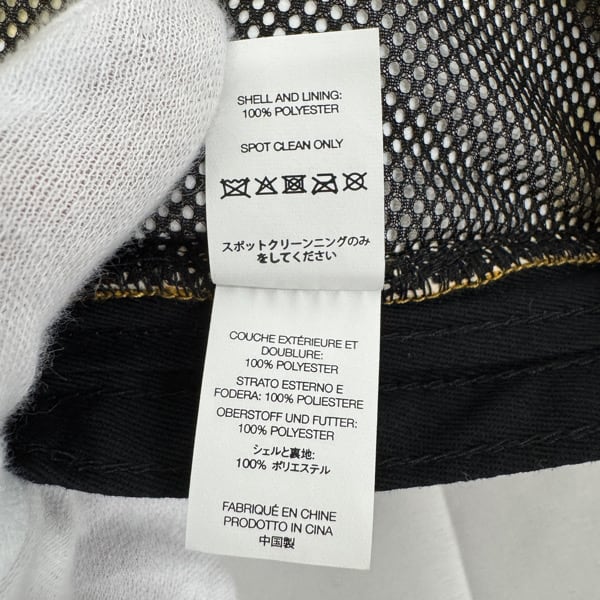 SHELL AND LINING:
100% POLYESTER
SPOT CLEAN ONLY
スポットクリーンニングのみ
をしてください
COUCHE EXTÉRIEURE ET
DOUBLURE:
100% POLYESTER
STRATO ESTERNO E
FODERA: 100% POLIESTERE
OBERSTOFF UND FUTTER:
100% POLYESTER
シェルと裏地:
100% ポリエステル
FABRIQUÉ EN CHINE
PRODOTTO IN CINA
中国製